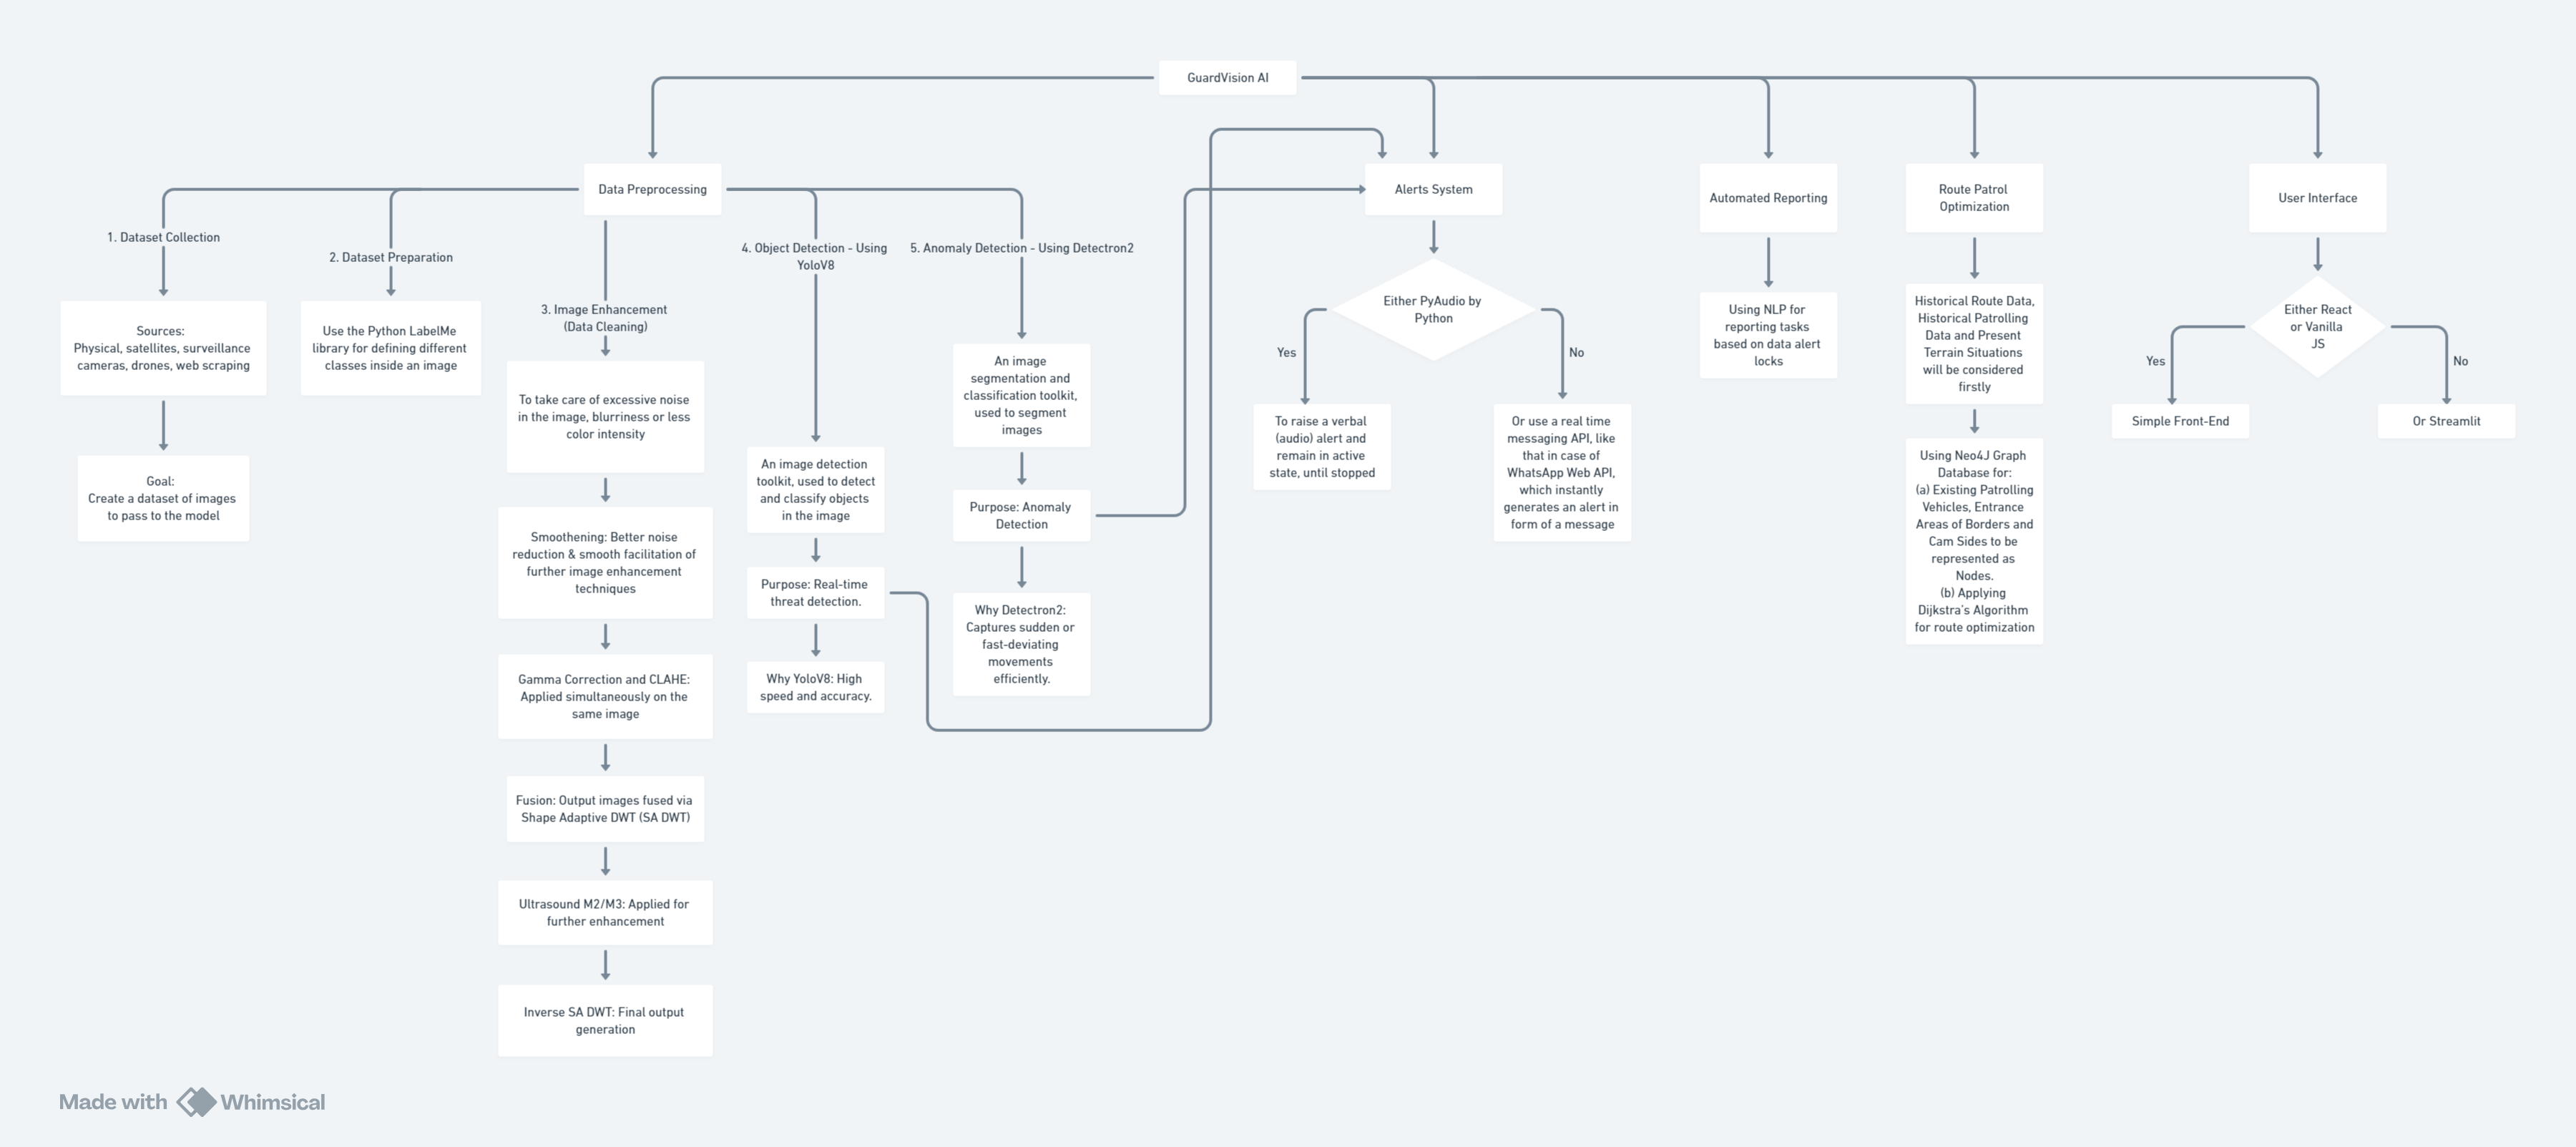 GuardVision AI
Data Preprocessing
1. Dataset Collection
Sources:
Physical, satellites, surveillance
cameras, drones, web scraping
Goal:
Create a dataset of images
to pass to the model
2. Dataset Preparation
Use the Python LabelMe
library for defining different
classes inside an image
3. Image Enhancement
(Data Cleaning)
To take care of excessive noise
in the image, blurriness or less
color intensity
Smoothening: Better noise
reduction & smooth facilitation of
further image enhancement
techniques
Gamma Correction and CLAHE:
Applied simultaneously on the
same image
Fusion: Output images fused via
Shape Adaptive DWT (SA DWT)
Ultrasound M2/M3: Applied for
further enhancement
Inverse SA DWT: Final output
generation
4. Object Detection - Using
YoloV8
An image detection
toolkit, used to detect
and classify objects
in the image
Purpose: Real-time
threat detection.
Why YoloV8: High
speed and accuracy.
5. Anomaly Detection - Using Detectron2
An image
segmentation and
classification toolkit,
used to segment
images
Purpose: Anomaly
Detection
Why Detectron2:
Captures sudden or
fast-deviating
movements
efficiently.
Alerts System
Either PyAudio by
Python
Yes
To raise a verbal
(audio) alert and
remain in active
state, until stopped
No
Or use a real time
messaging API, like
that in case of
WhatsApp Web API,
which instantly
generates an alert in
form of a message
Automated Reporting
Using NLP for
reporting tasks
based on data alert
locks
Route Patrol
Optimization
Historical Route Data,
Historical Patrolling
Data and Present
Terrain Situations
will be considered
firstly
Using Neo4J Graph
Database for:
(a) Existing Patrolling
Vehicles, Entrance
Areas of Borders and
Cam Sides to be
represented as
Nodes.
(b) Applying
Dijkstra's Algorithm
for route optimization
User Interface
Either React
or Vanilla
JS
Yes
Simple Front-End
No
Or Streamlit
Made with Whimsical